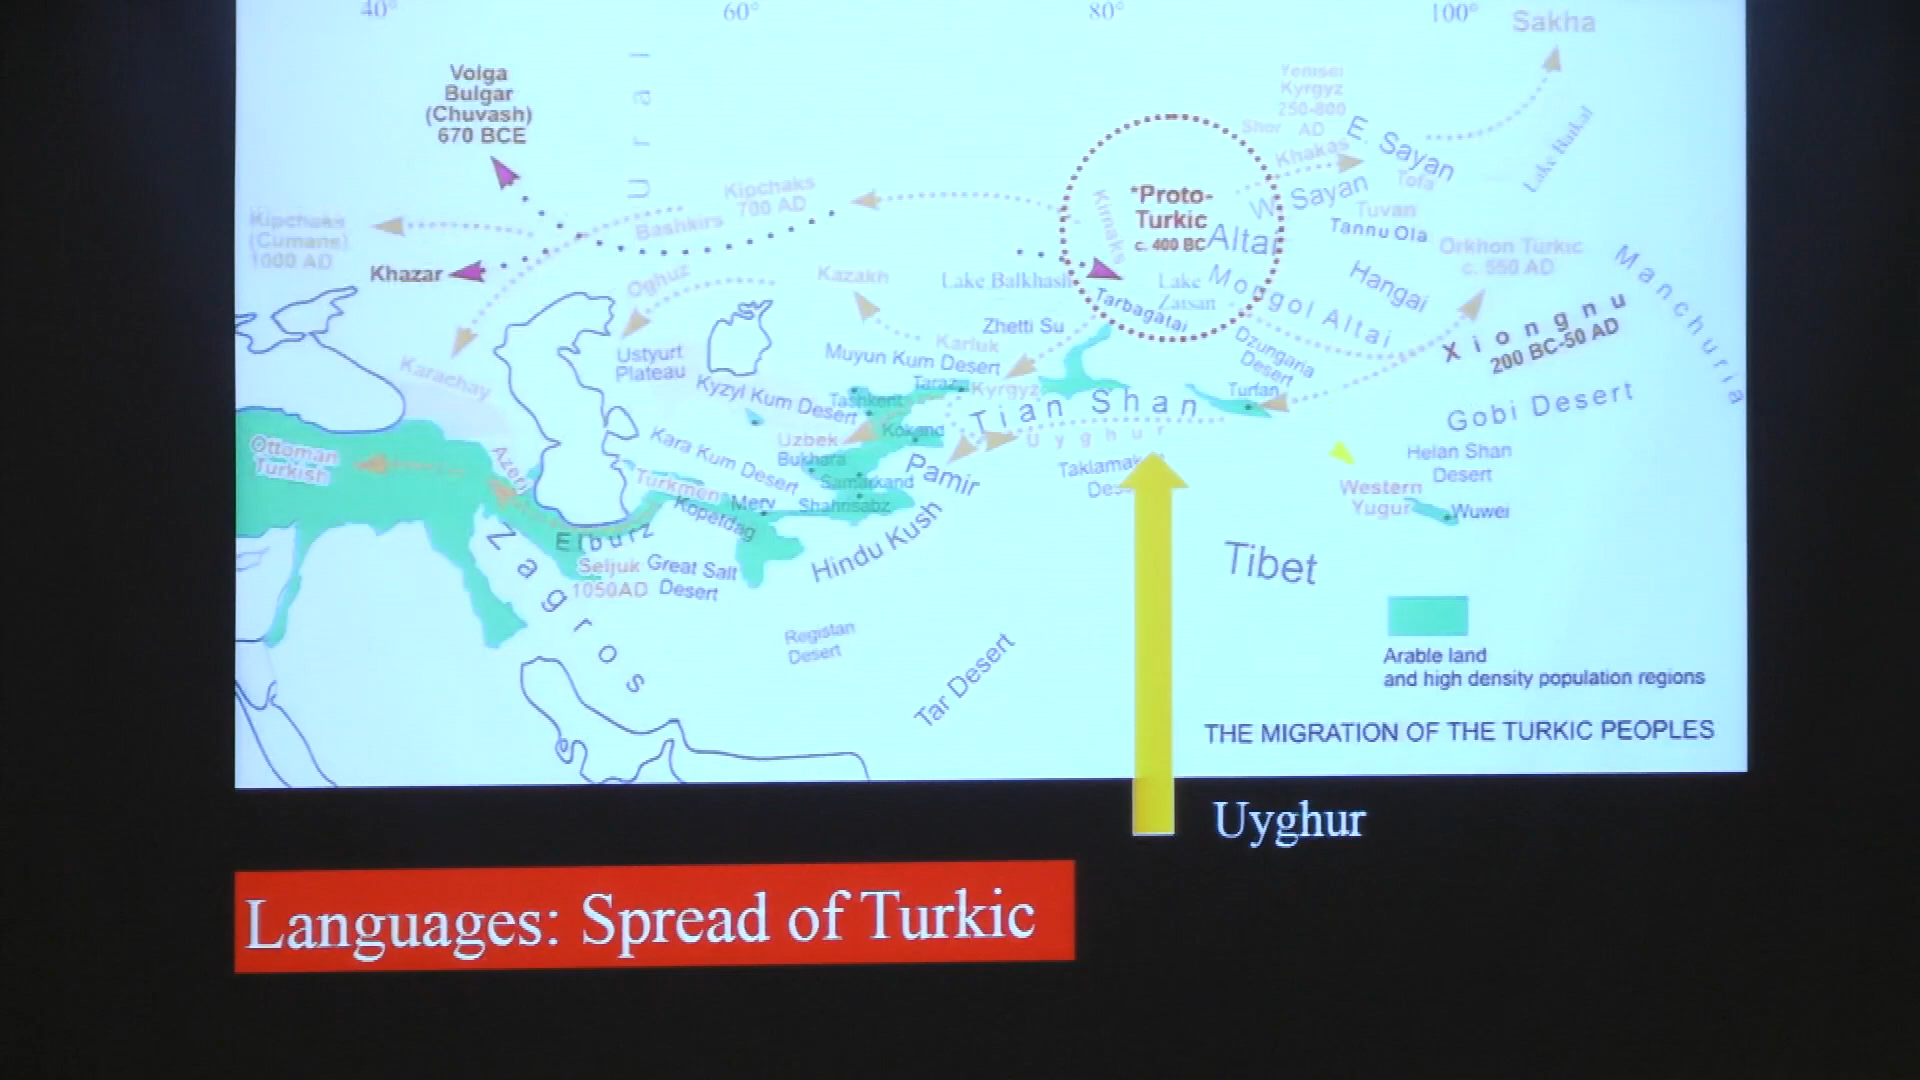 40°
60°
80°
100°
Sakha
Volga
Bulgar
(Chuvash)
670 BCE
Ural
Yenisei
Kyrgyz
250-800
AD
Shor
Khakas
E. Sayan
Lake Baikal
Tofa
W. Sayan
Tuvan
Tannu Ola
Kipchaks
700 AD
Bashkirs
Kimaks
*Proto-
Turkic
c. 400 BC
Altai
Kipchaks
(Cumans)
1000 AD
Khazar
Orkhon Turkic
c. 550 AD
Manchuria
Hangai
Oghuz
Kazakh
Lake Balkhash
Lake
Zaisan
Mongol Altai
Tarbagatai
Xiongnu
200 BC-50 AD
Zhetti Su
Karluk
Dzungaria
Desert
Ustyurt
Plateau
Muyun Kum Desert
Karachay
Kyzyl Kum Desert
Taraz
Kyrgyz
Tashkent
Turfan
Tian Shan
Gobi Desert
Kokand
Uzbek
Uyghur
Ottoman
Turkish
Azeri
Kara Kum Desert
Bukhara
Pamir
Helan Shan
Desert
Turkmen
Samarkand
Western
Yugur
Wuwei
Merv
Shahrisabz
Kopetdag
Zagros
Elburz
Hindu Kush
Seljuk
1050AD
Great Salt
Desert
Tibet
Registan
Desert
Tar Desert
Arable land
and high density population regions
THE MIGRATION OF THE TURKIC PEOPLES
Uyghur
Languages: Spread of Turkic